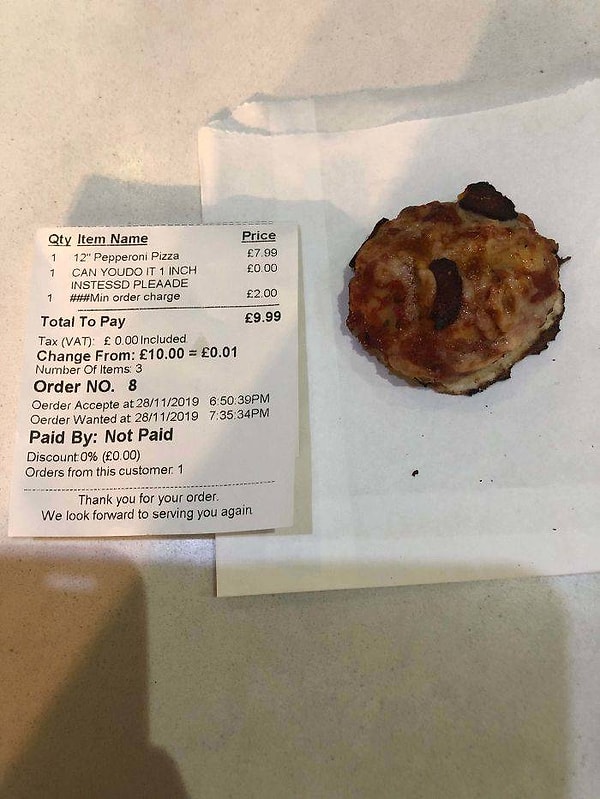 Qty Item Name Price
1 12" Pepperoni Pizza £7.99
1 CAN YOUDO IT 1 INCH £0.00
INSTESSD PLEAADE
1 ###Min order charge £2.00
Total To Pay £9.99
Tax (VAT): £ 0.00 Included
Change From: £10.00 = £0.01
Number Of Items: 3
Order NO. 8
Oerder Accepte at 28/11/2019 6:50:39PM
Oerder Wanted at 28/11/2019 7:35:34PM
Paid By: Not Paid
Discount:0% (£0.00)
Orders from this customer: 1
Thank you for your order.
We look forward to serving you again.